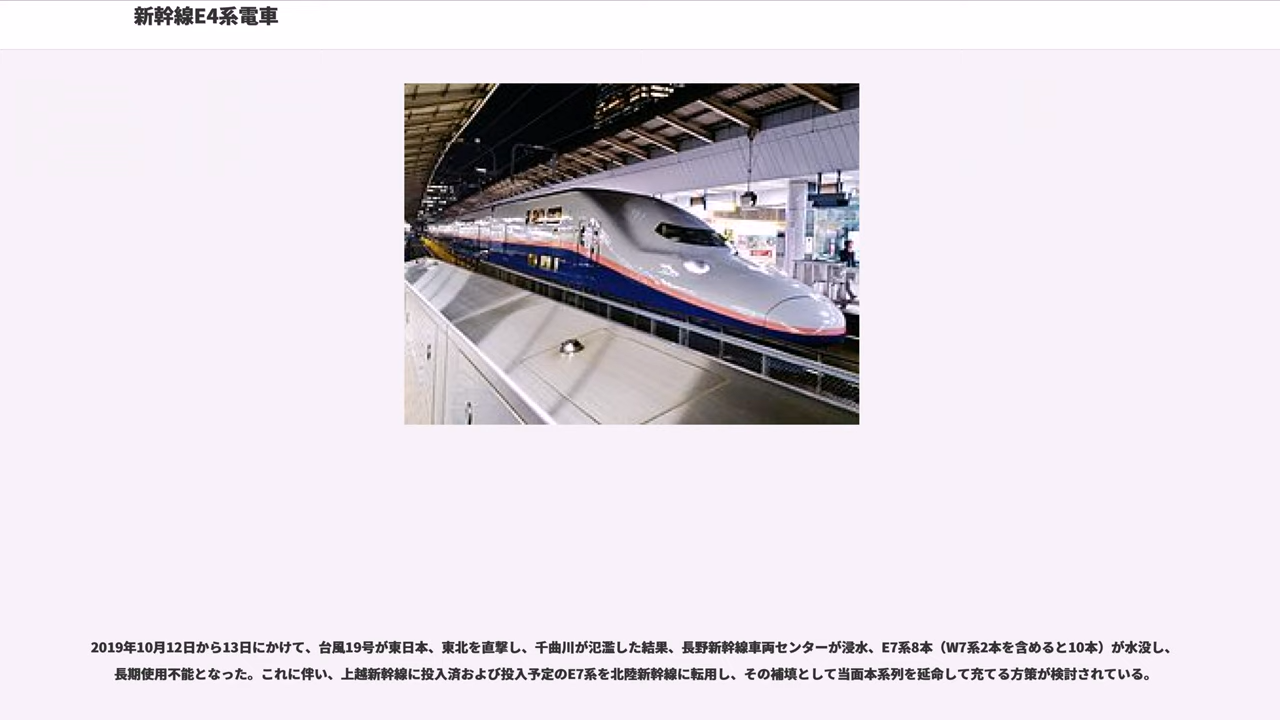 新幹線E4系電車
2019年10月12日から13日にかけて、台風19号が東日本、東北を直撃し、千曲川が氾濫した結果、長野新幹線車両センターが浸水、E7系8本（W7系2本を含めると10本）が水没し、
長期使用不能となった。これに伴い、上越新幹線に投入済および投入予定のE7系を北陸新幹線に転用し、その補填として当面本系列を延命して充てる方策が検討されている。